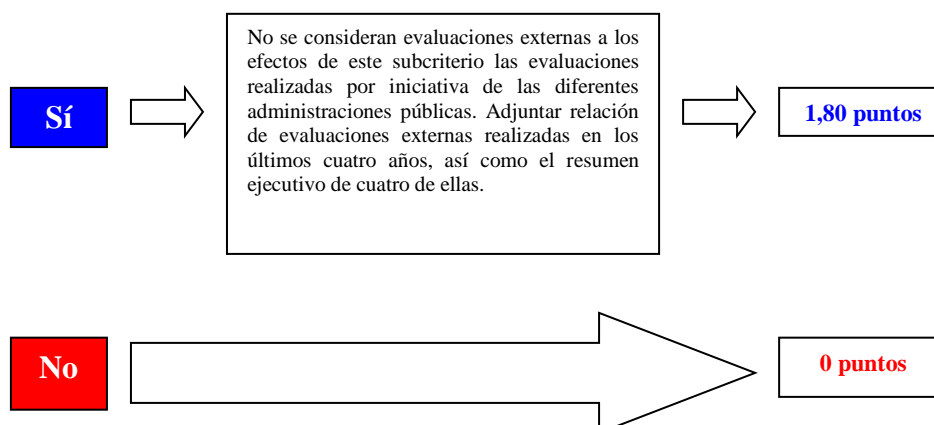 No se consideran evaluaciones externas a los
efectos de este subcriterio las evaluaciones
realizadas por iniciativa de las diferentes
administraciones públicas. Adjuntar relación
de evaluaciones externas realizadas en los
últimos cuatro años, así como el resumen
ejecutivo de cuatro de ellas.
Sí
1,80 puntos
No
0 puntos